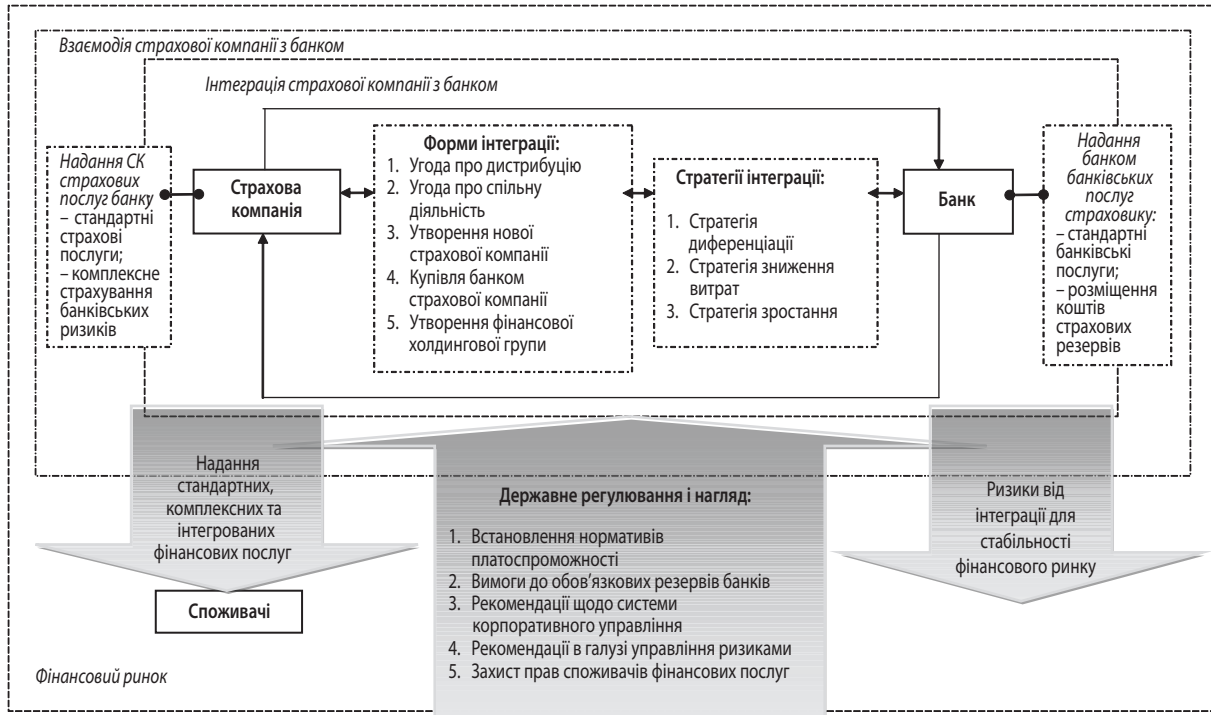 Взаємодія страхової компанії з банком
Інтеграція страхової компанії з банком
Надання СК
страхових
послуг банку
– стандартні
страхові
послуги;
– комплексне
страхування
банківських
ризиків
Страхова
компанія
Форми інтеграції:
1. Угода про дистрибуцію
2. Угода про спільну
діяльність
3. Утворення нової
страхової компанії
4. Купівля банком
страхової компанії
5. Утворення фінансової
холдингової групи
Стратегії інтеграції:
1. Стратегія
диференціації
2. Стратегія зниження
витрат
3. Стратегія зростання
Банк
Надання
банком
банківських
послуг
страховику:
– стандартні
банківські
послуги;
– розміщення
коштів
страхових
резервів
Надання
стандартних,
комплексних та
інтегрованих
фінансових послуг
Споживачі
Державне регулювання і нагляд:
1. Встановлення нормативів
платоспроможності
2. Вимоги до обов’язкових резервів банків
3. Рекомендації щодо системи
корпоративного управління
4. Рекомендації в галузі управління ризиками
5. Захист прав споживачів фінансових послуг
Ризики від
інтеграції для
стабільності
фінансового ринку
Фінансовий ринок